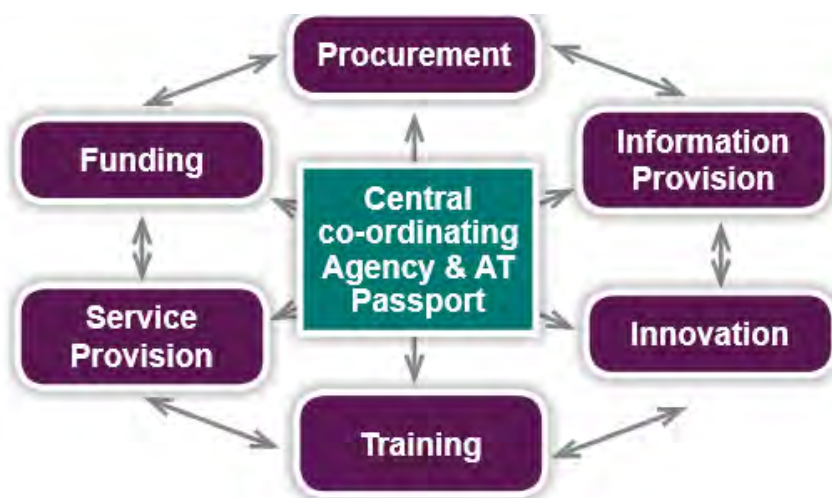 Procurement
Funding
Information
Provision
Central
co-ordinating
Agency & AT
Passport
Service
Provision
Innovation
Training